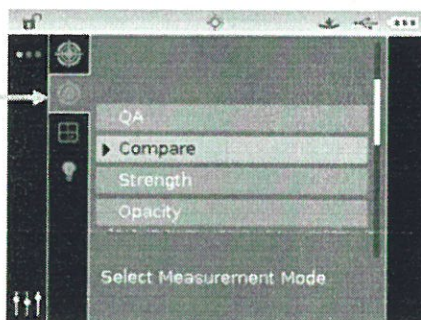 QA
Compare
Strength
Opacity
Select Measurement Mode